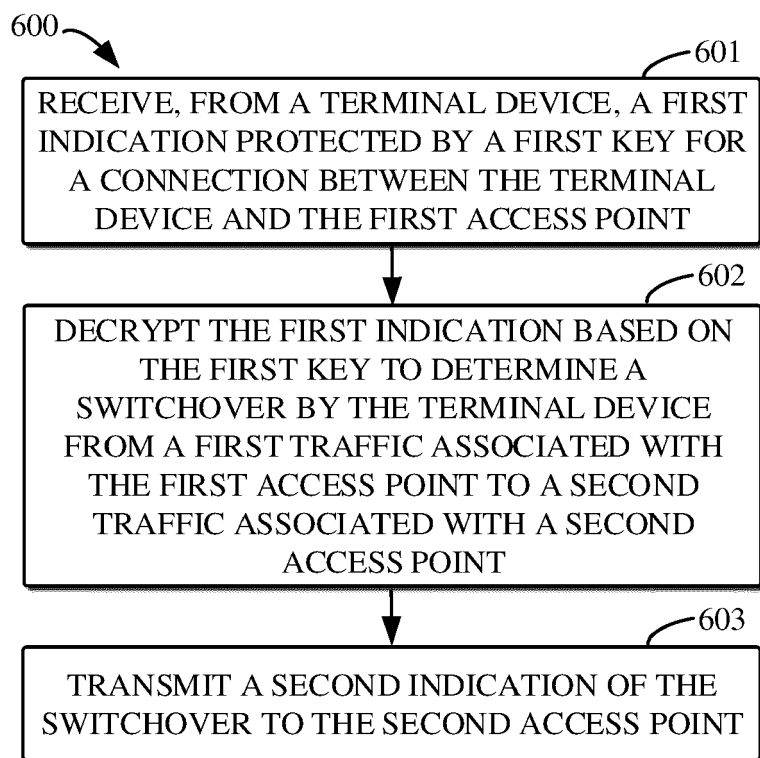 600
601
RECEIVE, FROM A TERMINAL DEVICE, A FIRST
INDICATION PROTECTED BY A FIRST KEY FOR
A CONNECTION BETWEEN THE TERMINAL
DEVICE AND THE FIRST ACCESS POINT
602
DECRYPT THE FIRST INDICATION BASED ON
THE FIRST KEY TO DETERMINE A
SWITCHOVER BY THE TERMINAL DEVICE
FROM A FIRST TRAFFIC ASSOCIATED WITH
THE FIRST ACCESS POINT TO A SECOND
TRAFFIC ASSOCIATED WITH A SECOND
ACCESS POINT
603
TRANSMIT A SECOND INDICATION OF THE
SWITCHOVER TO THE SECOND ACCESS POINT